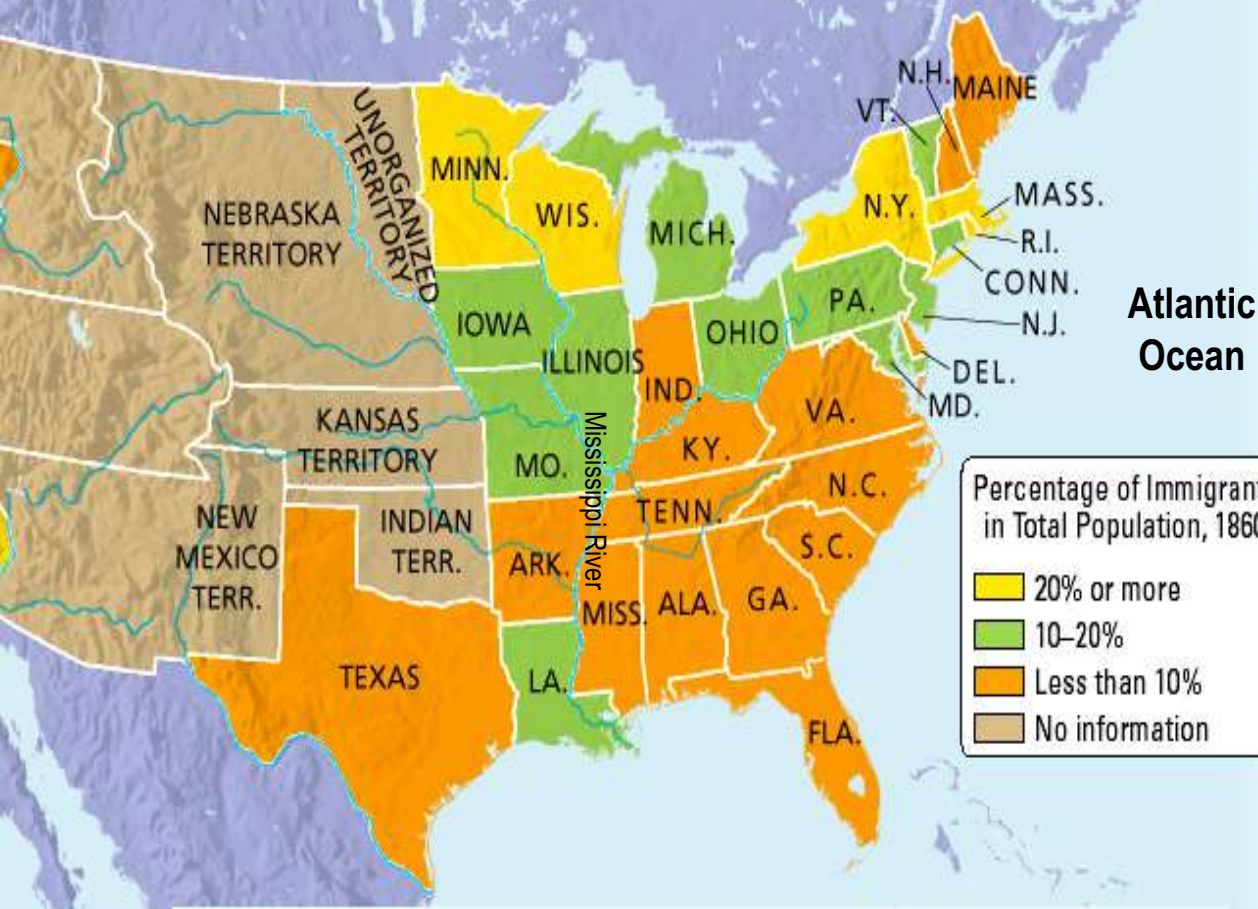 N.H.
MAINE
VT.
UNORGANIZED
TERRITORY
MINN.
WIS.
MICH.
N.Y.
MASS.
R.I.
CONN.
N.J.
NEBRASKA
TERRITORY
IOWA
ILLINOIS
IND.
OHIO
PA.
DEL.
MD.
Atlantic
Ocean
KANSAS
TERRITORY
MO.
Mississippi River
KY.
VA.
N.C.
TENN.
S.C.
NEW
MEXICO
TERR.
INDIAN
TERR.
ARK.
MISS.
ALA.
GA.
TEXAS
LA.
FLA.
Percentage of Immigrant
in Total Population, 186
20% or more
10–20%
Less than 10%
No information